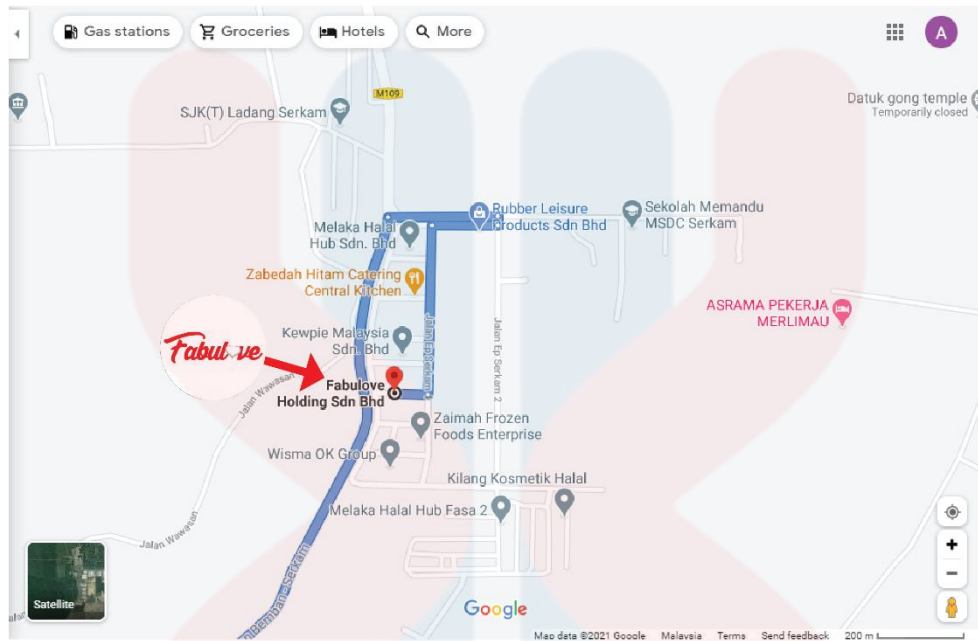 Gas stations
Groceries
Hotels
More
A
M109
SJK(T) Ladang Serkam
Datuk gong temple
Temporarily closed
Rubber Leisure
Products Sdn Bhd
Sekolah Memandu
MSDC Serkam
Melaka Halal
Hub Sdn. Bhd
Zabedah Hitam Catering
Central Kitchen
ASRAMA PEKERJA
MERLIMAU
Kewpie Malaysia
Sdn. Bhd
Jalan Ep Serkam
Jalan Ep Serkam 2
Fabulove
Jalan Wawasan
Fabulove
Holding Sdn Bhd
Zaimah Frozen
Foods Enterprise
Wisma OK Group
Kilang Kosmetik Halal
Melaka Halal Hub Fasa 2
Jalan Wawasan
Bemban - Serkam
Satellite
Google
Map data ©2021 Google Malaysia Terms Send feedback 200 m